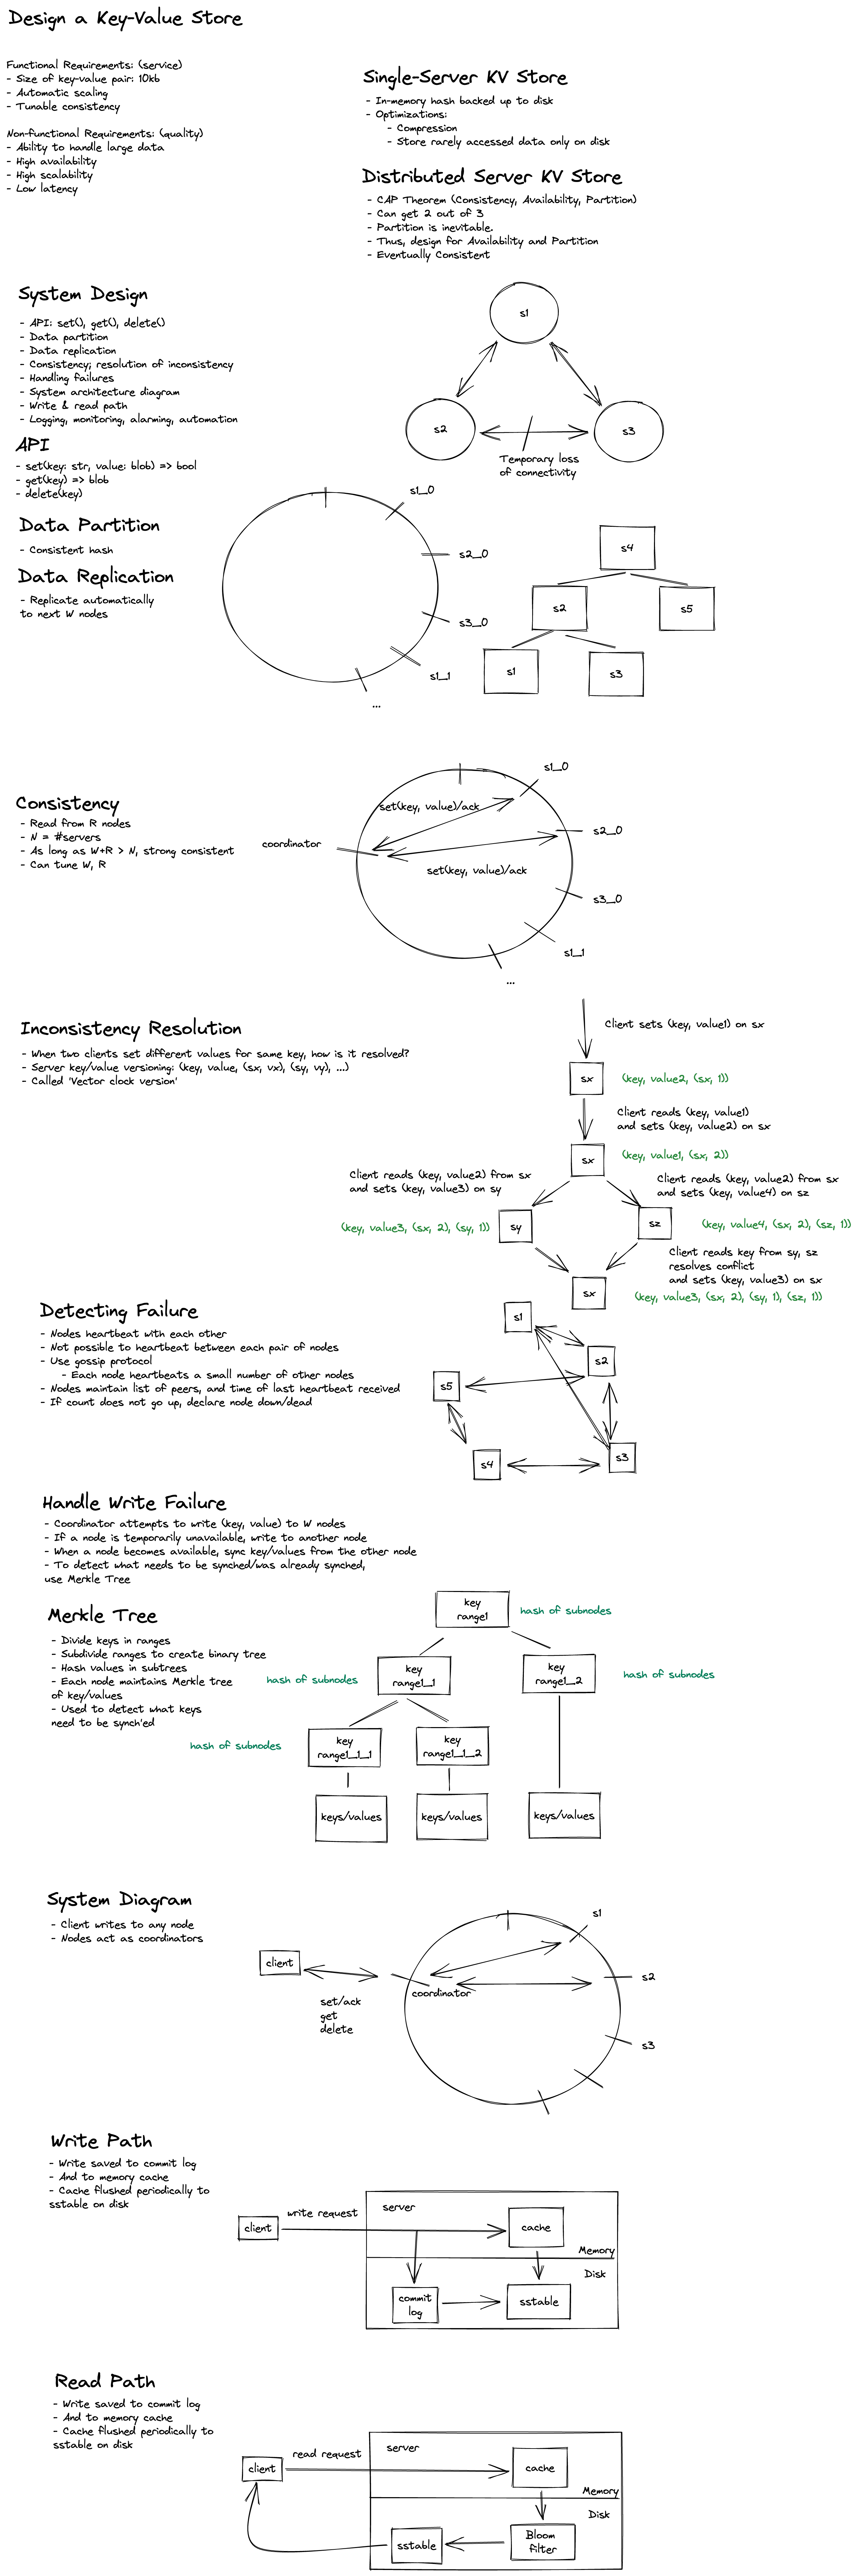 Design a Key-Value Store
Functional Requirements: (service)
- Size of key-value pair: 10kb
- Automatic scaling
- Tunable consistency
Non-functional Requirements: (quality)
- Ability to handle large data
- High availability
- High scalability
- Low latency
Single-Server KV Store
- In-memory hash backed up to disk
- Optimizations:
- Compression
- Store rarely accessed data only on disk
Distributed Server KV Store
- CAP Theorem (Consistency, Availability, Partition)
- Can get 2 out of 3
- Partition is inevitable.
- Thus, design for Availability and Partition
- Eventually Consistent
System Design
- API: set(), get(), delete()
- Data partition
- Data replication
- Consistency; resolution of inconsistency
- Handling failures
- System architecture diagram
- Write & read path
- Logging, monitoring, alarming, automation
s1
s2
s3
Temporary loss
of connectivity
API
- set(key: str, value: blob) => bool
- get(key) => blob
- delete(key)
Data Partition
- Consistent hash
Data Replication
- Replicate automatically
to next W nodes
s1_0
s2_0
s3_0
s1_1
...
s4
s2
s5
s1
s3
Consistency
- Read from R nodes
- N = #servers
- As long as W+R > N, strong consistent
- Can tune W, R
coordinator
set(key, value)/ack
set(key, value)/ack
s1_0
s2_0
s3_0
s1_1
...
Inconsistency Resolution
- When two clients set different values for same key, how is it resolved?
- Server key/value versioning: (key, value, (sx, vx), (sy, vy), ...)
- Called 'Vector clock version'
Client sets (key, value1) on sx
sx
(key, value2, (sx, 1))
Client reads (key, value1)
and sets (key, value2) on sx
sx
(key, value1, (sx, 2))
Client reads (key, value2) from sx
and sets (key, value3) on sy
Client reads (key, value2) from sx
and sets (key, value4) on sz
(key, value3, (sx, 2), (sy, 1))
sy
sz
(key, value4, (sx, 2), (sz, 1))
Client reads key from sy, sz
resolves conflict
and sets (key, value3) on sx
sx
(key, value3, (sx, 2), (sy, 1), (sz, 1))
Detecting Failure
- Nodes heartbeat with each other
- Not possible to heartbeat between each pair of nodes
- Use gossip protocol
- Each node heartbeats a small number of other nodes
- Nodes maintain list of peers, and time of last heartbeat received
- If count does not go up, declare node down/dead
s1
s2
s5
s4
s3
Handle Write Failure
- Coordinator attempts to write (key, value) to W nodes
- If a node is temporarily unavailable, write to another node
- When a node becomes available, sync key/values from the other node
- To detect what needs to be synched/was already synched,
use Merkle Tree
Merkle Tree
- Divide keys in ranges
- Subdivide ranges to create binary tree
- Hash values in subtrees
- Each node maintains Merkle tree
of key/values
- Used to detect what keys
need to be synch'ed
key
range1
hash of subnodes
hash of subnodes
key
range1_1
key
range1_2
hash of subnodes
hash of subnodes
key
range1_1_1
key
range1_1_2
keys/values
keys/values
keys/values
System Diagram
- Client writes to any node
- Nodes act as coordinators
client
set/ack
get
delete
coordinator
s1
s2
s3
Write Path
- Write saved to commit log
- And to memory cache
- Cache flushed periodically to
sstable on disk
client
write request
server
cache
Memory
Disk
commit
log
sstable
Read Path
- Write saved to commit log
- And to memory cache
- Cache flushed periodically to
sstable on disk
client
read request
server
cache
Memory
Disk
sstable
Bloom
filter